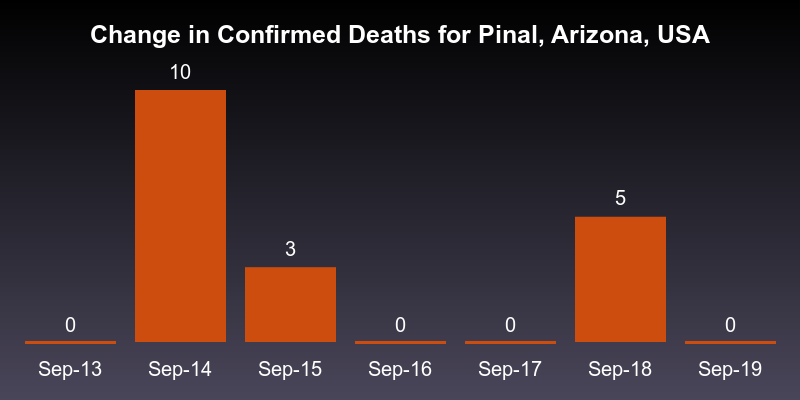 Change in Confirmed Deaths for Pinal, Arizona, USA
10
5
3
0 0 0 0
Sep-13 Sep-14 Sep-15 Sep-16 Sep-17 Sep-18 Sep-19